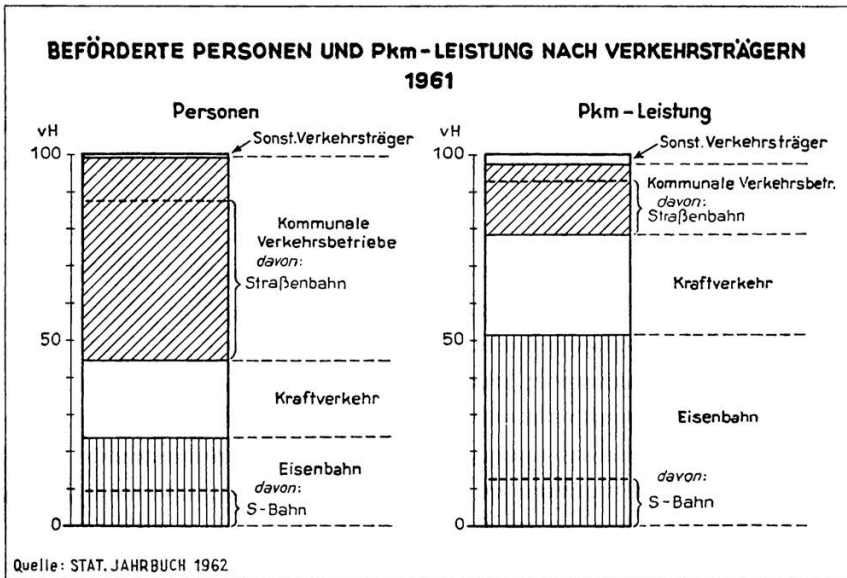 BEFÖRDERTE PERSONEN UND Pkm-LEISTUNG NACH VERKEHRSTRÄGERN
1961
Personen
vH
100
50
0
Sonst.Verkehrsträger
Kommunale
Verkehrsbetriebe
davon:
Straßenbahn
Kraftverkehr
Eisenbahn
davon:
S-Bahn
Pkm-Leistung
vH
100
50
0
Sonst.Verkehrsträger
Kommunale Verkehrsbetr.
davon:
Straßenbahn
Kraftverkehr
Eisenbahn
davon:
S-Bahn
Quelle: STAT. JAHRBUCH 1962